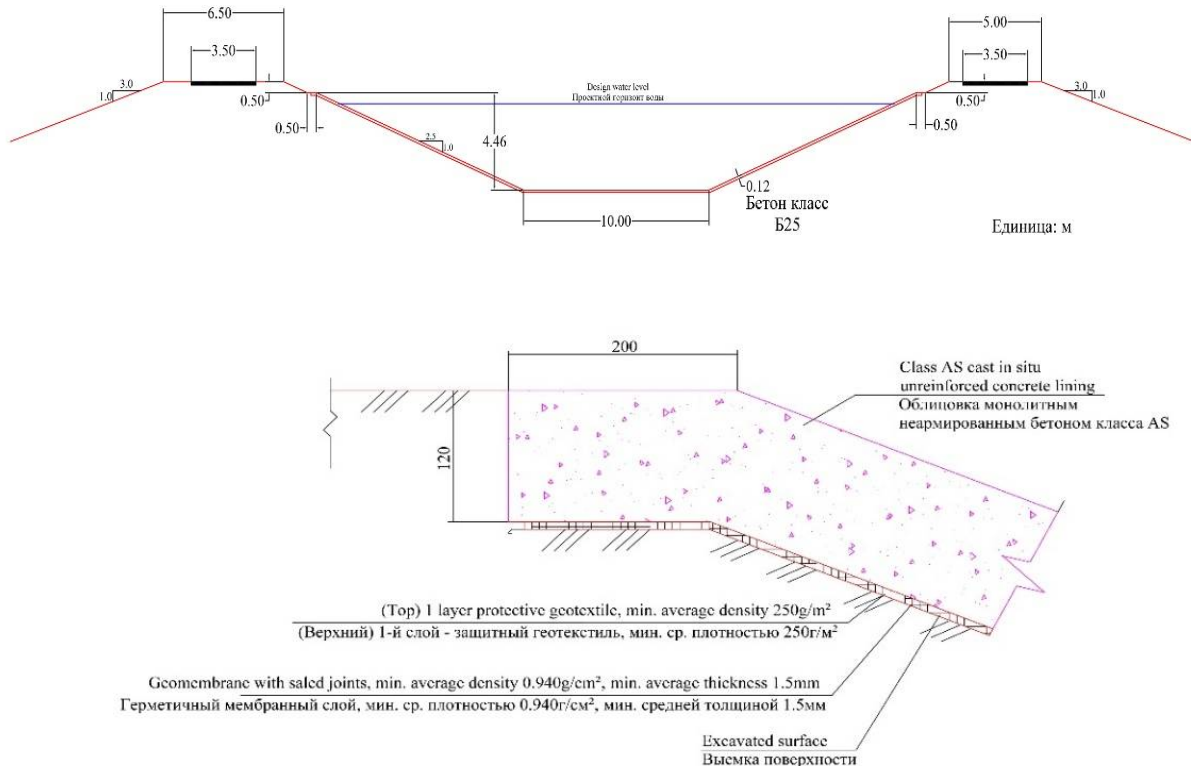 6.50
5.00
3.50
3.50
3.0
1.0
3.0
1.0
Design water level
Проектной горизонт воды
0.50
0.50
0.50
0.50
4.46
2.5
1.0
0.12
Бетон класс
Б25
10.00
Единица: м
200
120
Class AS cast in situ
unreinforced concrete lining
Облицовка монолитным
неармированным бетоном класса AS
(Top) 1 layer protective geotextile, min. average density 250g/m²
(Верхний) 1-й слой - защитный геотекстиль, мин. ср. плотностью 250г/м²
Geomembrane with saled joints, min. average density 0.940g/cm², min. average thickness 1.5mm
Герметичный мембранный слой, мин. ср. плотностью 0.940г/см², мин. средней толщиной 1.5мм
Excavated surface
Выемка поверхности